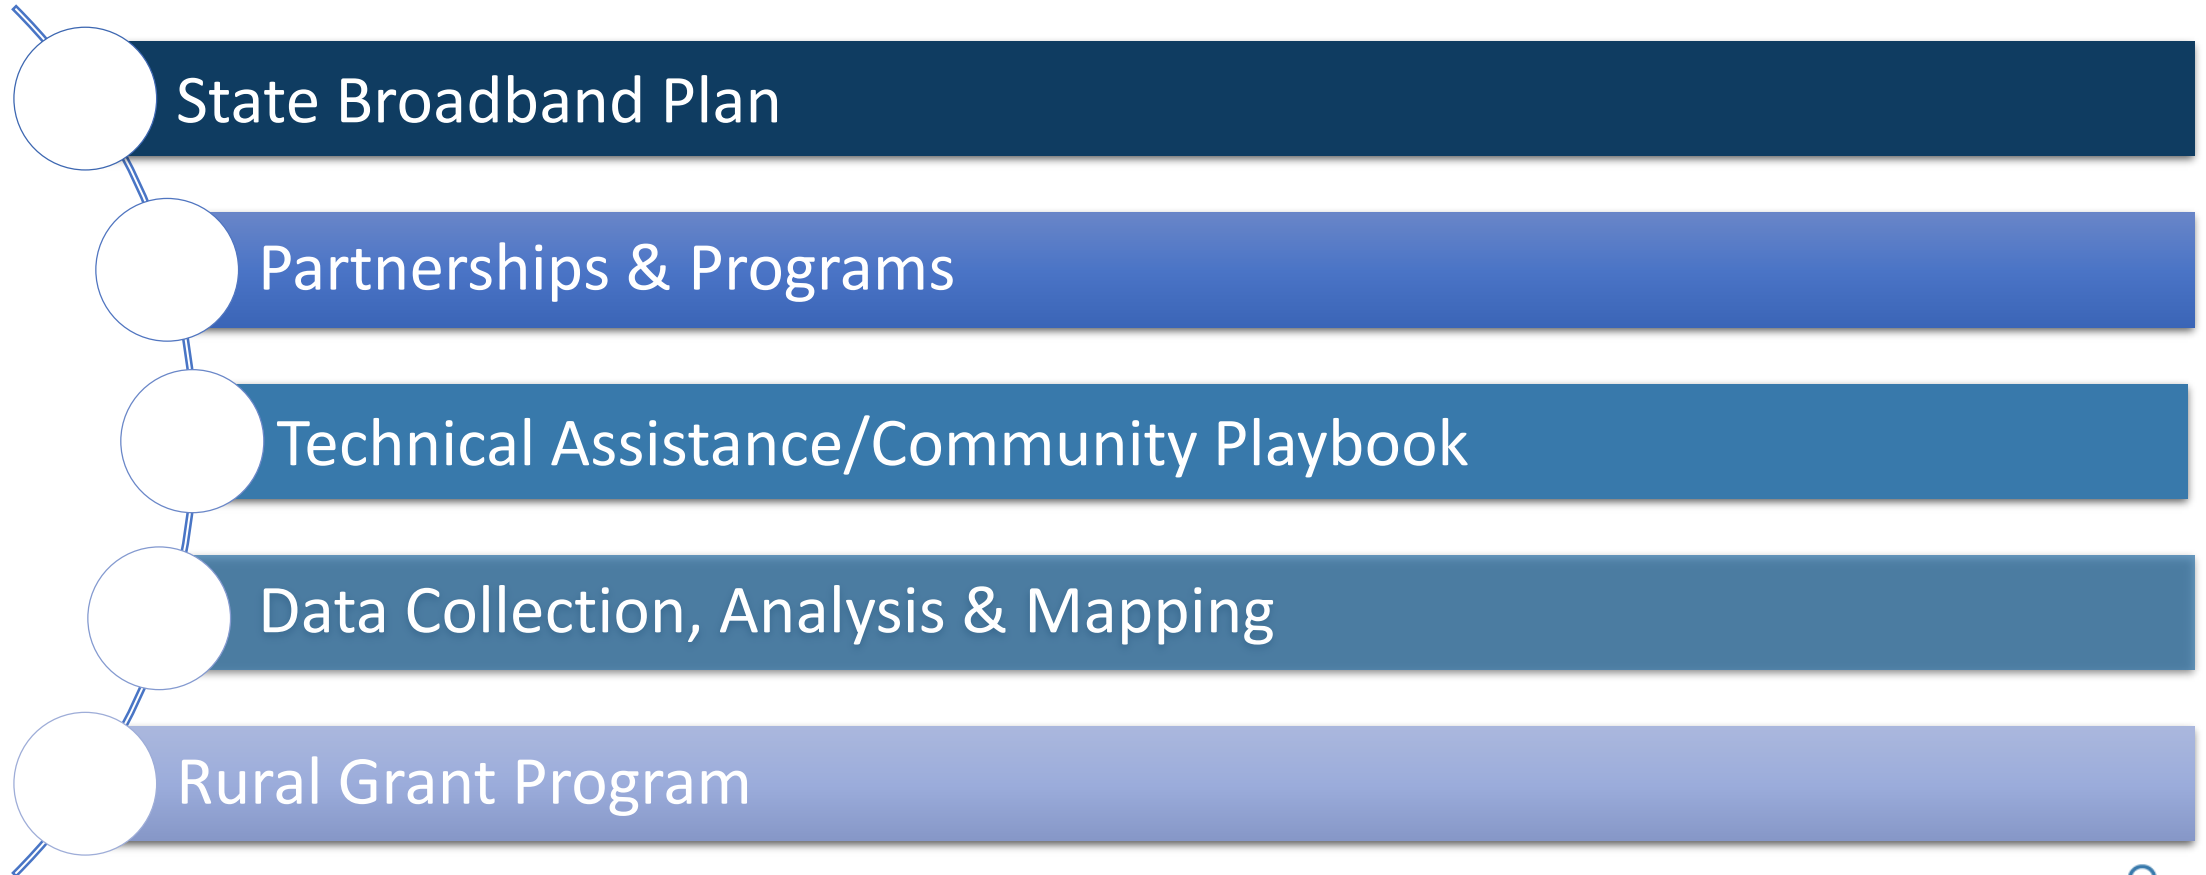 State Broadband Plan
Partnerships & Programs
Technical Assistance/Community Playbook
Data Collection, Analysis & Mapping
Rural Grant Program